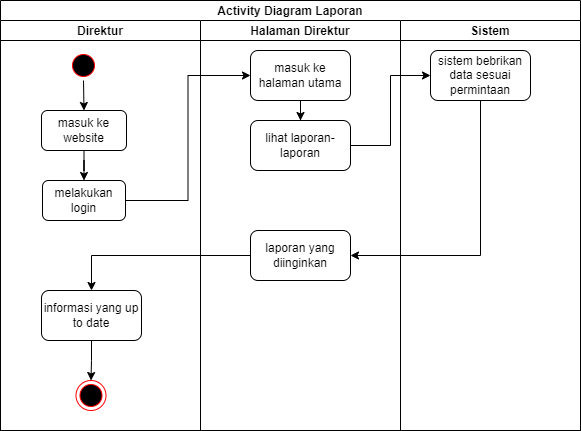 Activity Diagram Laporan
Direktur
Halaman Direktur
Sistem
masuk ke
website
melakukan
login
masuk ke
halaman utama
lihat laporan-
laporan
sistem bebrikan
data sesuai
permintaan
laporan yang
diinginkan
informasi yang up
to date